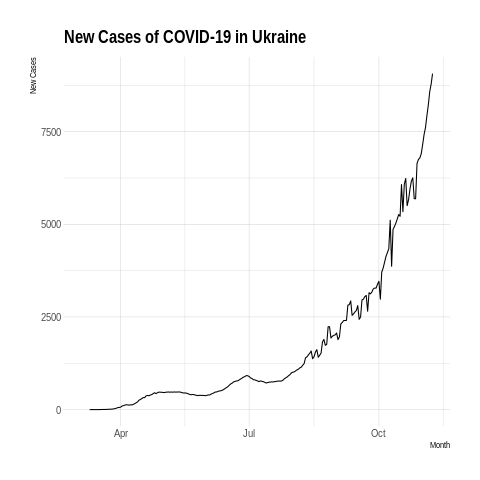 New Cases of COVID-19 in Ukraine
New Cases
7500
5000
2500
0
Apr Jul Oct
Month